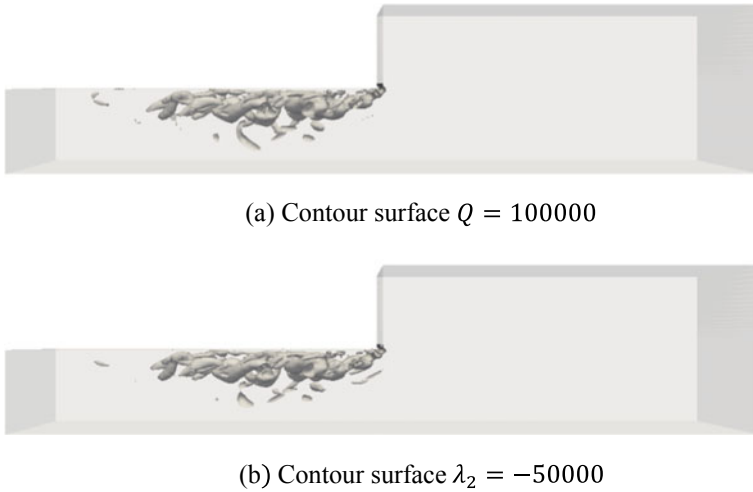 (a) Contour surface 𝑄 = 100000
(b) Contour surface 𝜆₂ = −50000